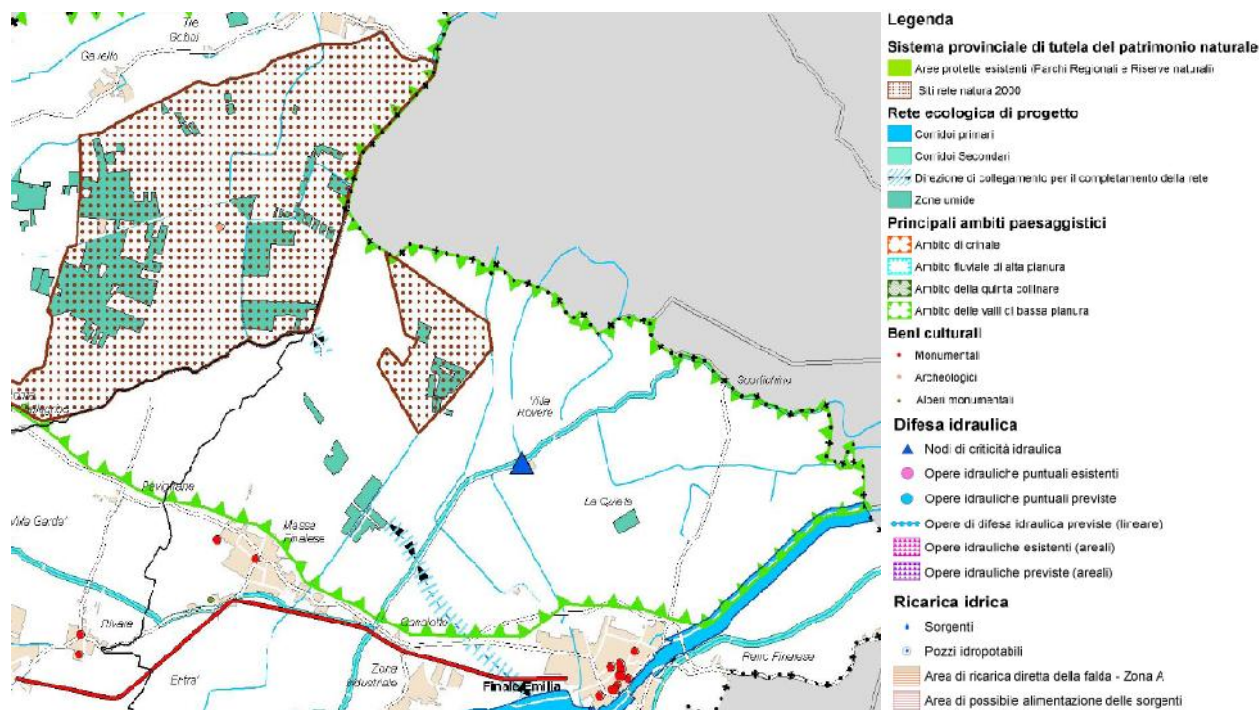 Gavello
Villa
Rovere
Scortichino
Massa
Finalese
La Quiete
Rivara
Canaletto
Zona
Industriale
Entra'
Finale Emilia
Reno Finalese
Legenda
Sistema provinciale di tutela del patrimonio naturale
Aree protette esistenti (Parchi Regionali e Riserve naturali)
Siti rete natura 2000
Rete ecologica di progetto
Corridoi primari
Corridoi Secondari
Direzione di collegamento per il completamento della rete
Zone umide
Principali ambiti paesaggistici
Ambito di crinale
Ambito fluviale di alta pianura
Ambito della quinta collinare
Ambito delle valli di bassa pianura
Beni culturali
Monumentali
Archeologici
Alberi monumentali
Difesa idraulica
Nodi di criticità idraulica
Opere idrauliche puntuali esistenti
Opere idrauliche puntuali previste
Opere di difesa idraulica previste (lineare)
Opere idrauliche esistenti (areali)
Opere idrauliche previste (areali)
Ricarica idrica
Sorgenti
Pozzi idropotabili
Area di ricarica diretta della falda - Zona A
Area di possibile alimentazione delle sorgenti